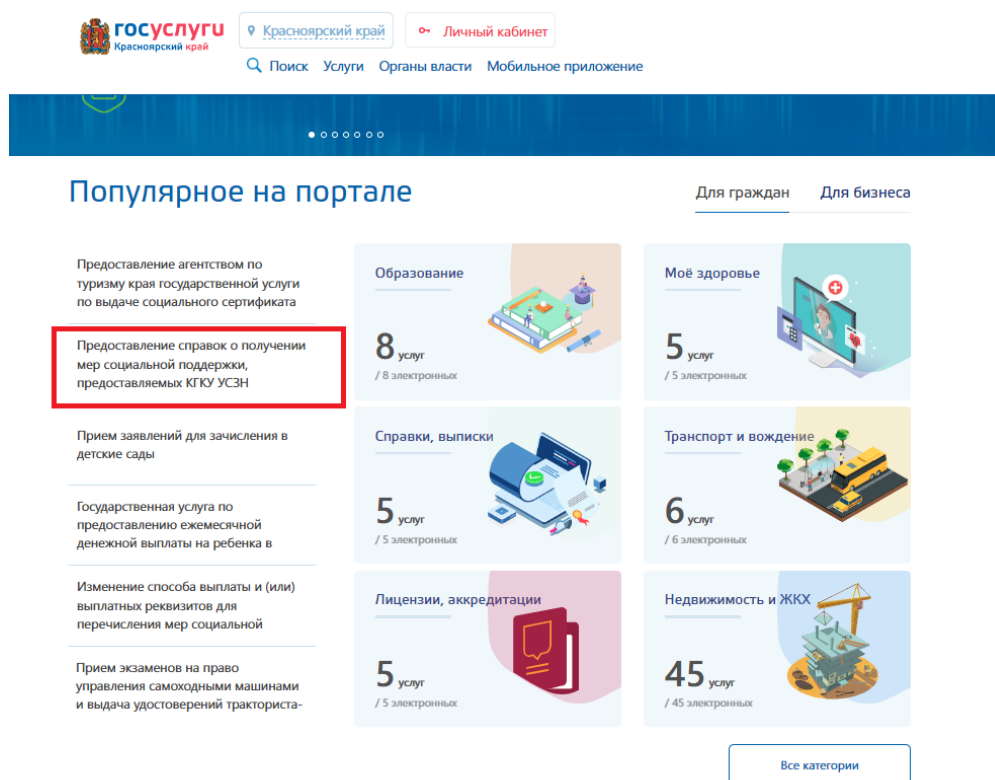 госуслуги
Красноярский край
Красноярский край
Личный кабинет
Поиск Услуги Органы власти Мобильное приложение
Популярное на портале
Для граждан Для бизнеса
Предоставление агентством по
туризму края государственной услуги
по выдаче социального сертификата
Предоставление справок о получении
мер социальной поддержки,
предоставляемых КГКУ УСЗН
Прием заявлений для зачисления в
детские сады
Государственная услуга по
предоставлению ежемесячной
денежной выплаты на ребенка в
Изменение способа выплаты и (или)
выплатных реквизитов для
перечисления мер социальной
Прием экзаменов на право
управления самоходными машинами
и выдача удостоверений тракториста-
Образование
8 услуг
/ 8 электронных
Моё здоровье
5 услуг
/ 5 электронных
Справки, выписки
5 услуг
/ 5 электронных
Транспорт и вождение
6 услуг
/ 6 электронных
Лицензии, аккредитации
5 услуг
/ 5 электронных
Недвижимость и ЖКХ
45 услуг
/ 45 электронных
Все категории